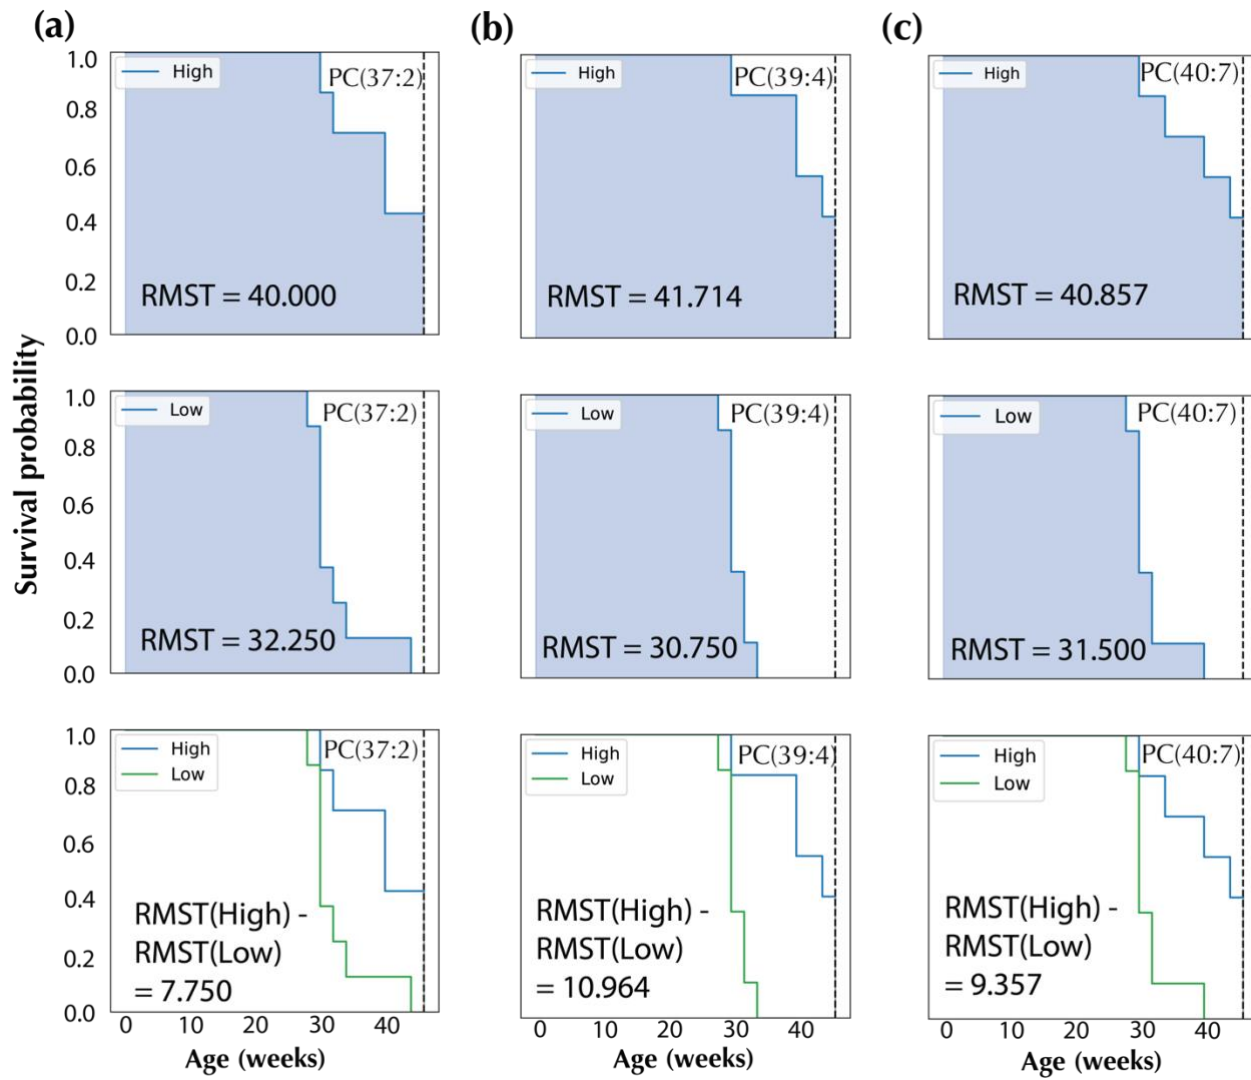 (a)
(b)
(c)
Survival probability
1.0
0.8
0.6
0.4
0.2
0.0
High
PC(37:2)
RMST = 40.000
High
PC(39:4)
RMST = 41.714
High
PC(40:7)
RMST = 40.857
1.0
0.8
0.6
0.4
0.2
0.0
Low
PC(37:2)
RMST = 32.250
Low
PC(39:4)
RMST = 30.750
Low
PC(40:7)
RMST = 31.500
1.0
0.8
0.6
0.4
0.2
0.0
High
Low
PC(37:2)
RMST(High) -
RMST(Low)
= 7.750
0 10 20 30 40
Age (weeks)
High
Low
PC(39:4)
RMST(High) -
RMST(Low)
= 10.964
0 10 20 30 40
Age (weeks)
High
Low
PC(40:7)
RMST(High) -
RMST(Low)
= 9.357
0 10 20 30 40
Age (weeks)